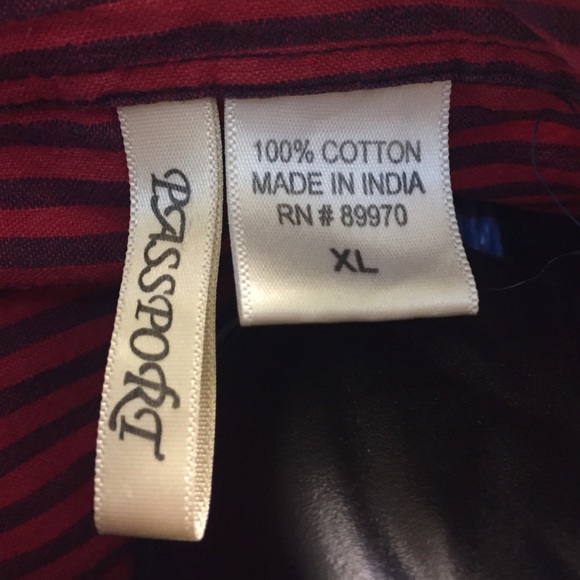 PASSPORT
100% COTTON
MADE IN INDIA
RN # 89970
XL